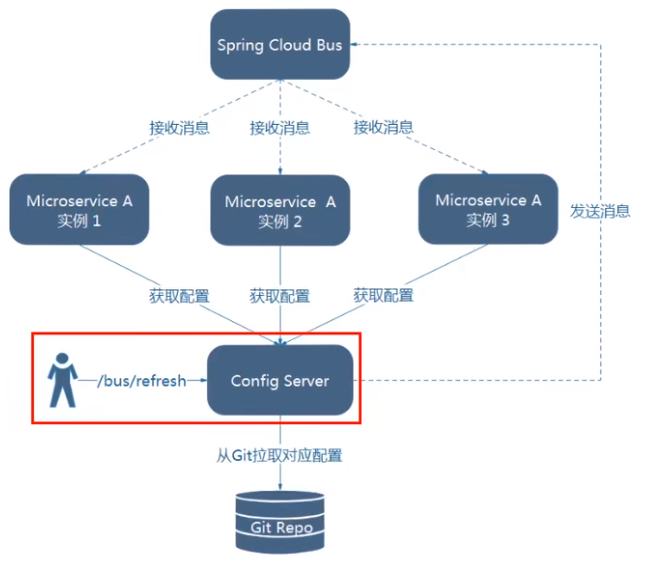 Spring Cloud Bus
接收消息
接收消息
接收消息
Microservice A
实例 1
Microservice A
实例 2
Microservice A
实例 3
发送消息
获取配置
获取配置
获取配置
/bus/refresh
Config Server
从Git拉取对应配置
Git Repo